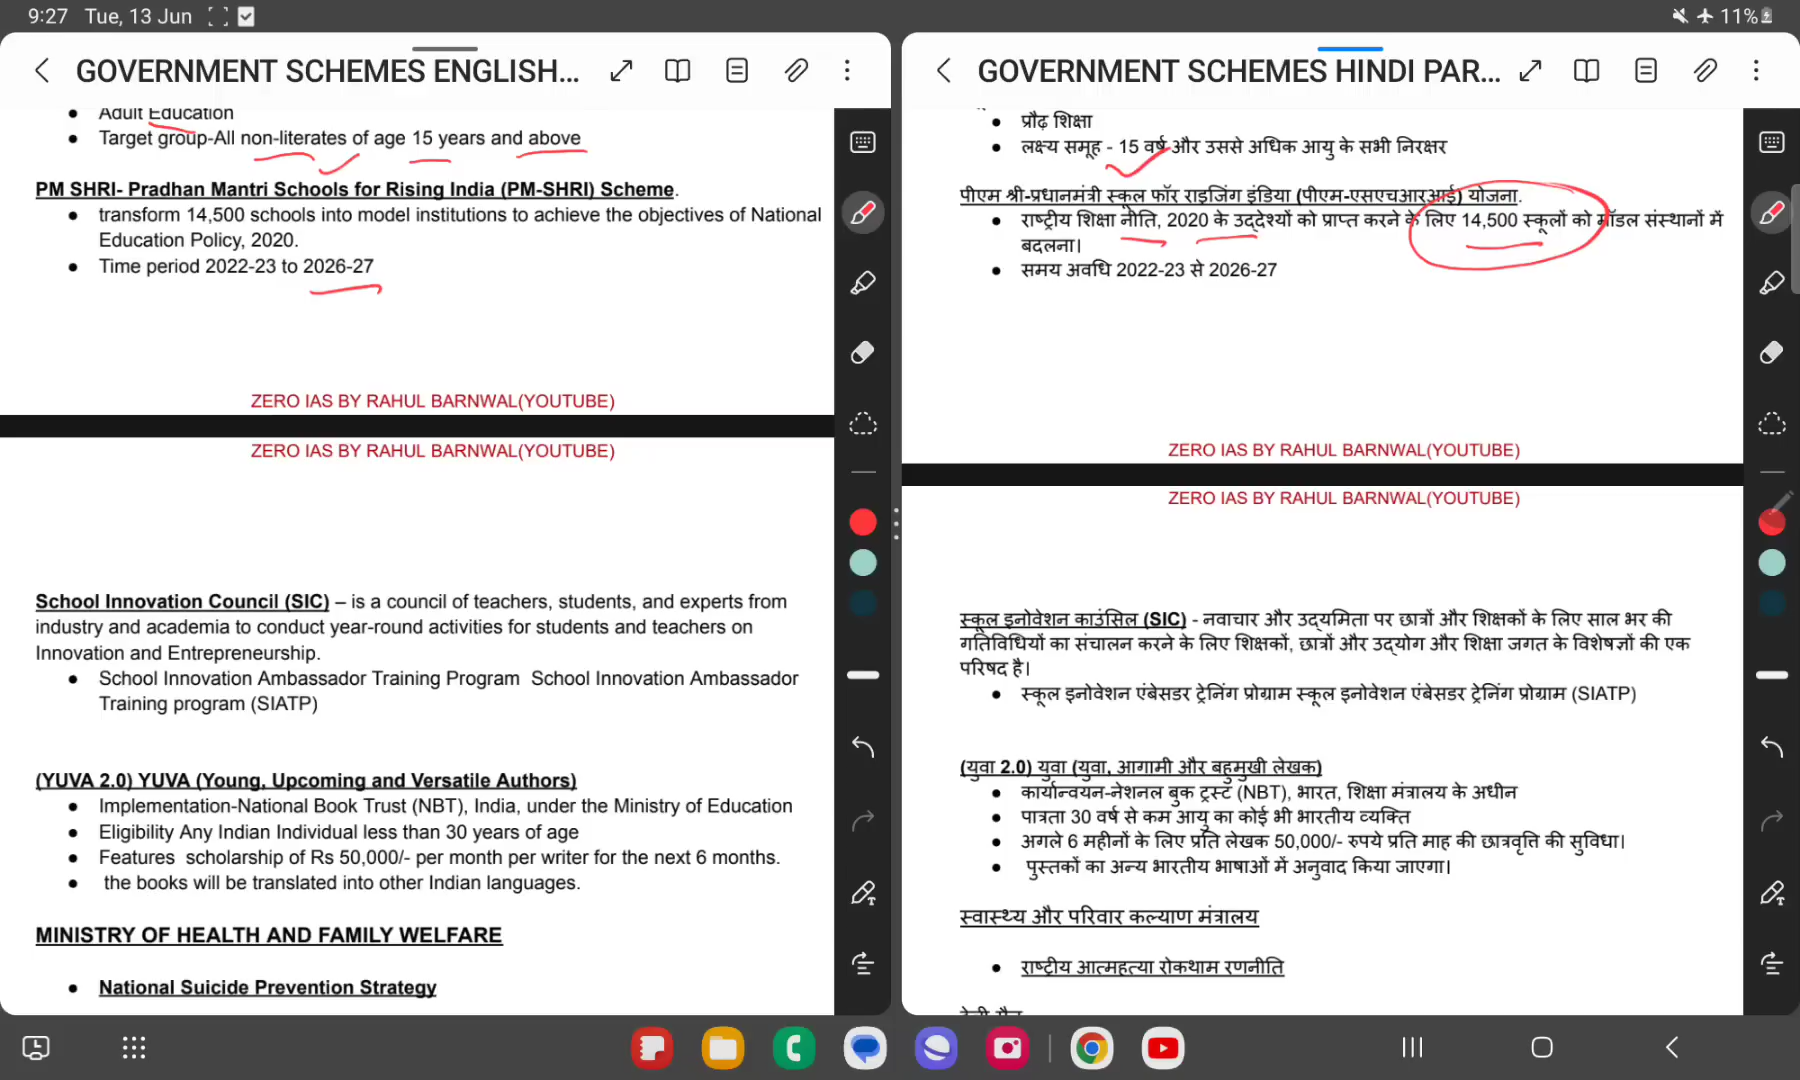 9:27 Tue, 13 Jun
11%
GOVERNMENT SCHEMES ENGLISH...
Adult Education
Target group-All non-literates of age 15 years and above
PM SHRI- Pradhan Mantri Schools for Rising India (PM-SHRI) Scheme.
transform 14,500 schools into model institutions to achieve the objectives of National
Education Policy, 2020.
Time period 2022-23 to 2026-27
ZERO IAS BY RAHUL BARNWAL(YOUTUBE)
ZERO IAS BY RAHUL BARNWAL(YOUTUBE)
School Innovation Council (SIC) – is a council of teachers, students, and experts from
industry and academia to conduct year-round activities for students and teachers on
Innovation and Entrepreneurship.
School Innovation Ambassador Training Program School Innovation Ambassador
Training program (SIATP)
(YUVA 2.0) YUVA (Young, Upcoming and Versatile Authors)
Implementation-National Book Trust (NBT), India, under the Ministry of Education
Eligibility Any Indian Individual less than 30 years of age
Features scholarship of Rs 50,000/- per month per writer for the next 6 months.
the books will be translated into other Indian languages.
MINISTRY OF HEALTH AND FAMILY WELFARE
National Suicide Prevention Strategy
GOVERNMENT SCHEMES HINDI PAR...
प्रौढ़ शिक्षा
लक्ष्य समूह - 15 वर्ष और उससे अधिक आयु के सभी निरक्षर
पीएम श्री-प्रधानमंत्री स्कूल फॉर राइजिंग इंडिया (पीएम-एसएचआरआई) योजना.
राष्ट्रीय शिक्षा नीति, 2020 के उद्देश्यों को प्राप्त करने के लिए 14,500 स्कूलों को मॉडल संस्थानों में
बदलना।
समय अवधि 2022-23 से 2026-27
ZERO IAS BY RAHUL BARNWAL(YOUTUBE)
ZERO IAS BY RAHUL BARNWAL(YOUTUBE)
स्कूल इनोवेशन काउंसिल (SIC) - नवाचार और उद्यमिता पर छात्रों और शिक्षकों के लिए साल भर की
गतिविधियों का संचालन करने के लिए शिक्षकों, छात्रों और उद्योग और शिक्षा जगत के विशेषज्ञों की एक
परिषद है।
स्कूल इनोवेशन एंबेसडर ट्रेनिंग प्रोग्राम स्कूल इनोवेशन एंबेसडर ट्रेनिंग प्रोग्राम (SIATP)
(युवा 2.0) युवा (युवा, आगामी और बहुमुखी लेखक)
कार्यान्वयन-नेशनल बुक ट्रस्ट (NBT), भारत, शिक्षा मंत्रालय के अधीन
पात्रता 30 वर्ष से कम आयु का कोई भी भारतीय व्यक्ति
अगले 6 महीनों के लिए प्रति लेखक 50,000/- रुपये प्रति माह की छात्रवृत्ति की सुविधा।
पुस्तकों का अन्य भारतीय भाषाओं में अनुवाद किया जाएगा।
स्वास्थ्य और परिवार कल्याण मंत्रालय
राष्ट्रीय आत्महत्या रोकथाम रणनीति